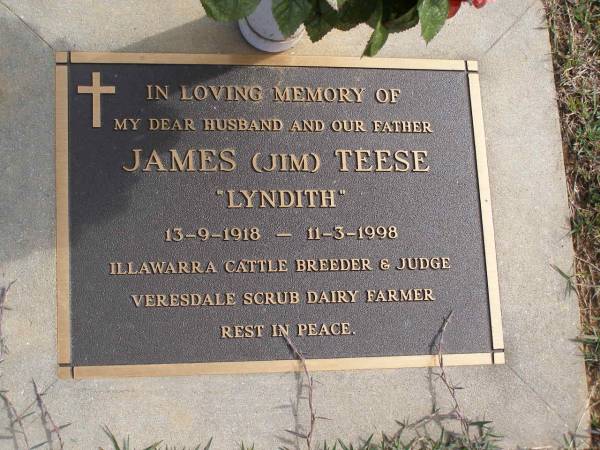 IN LOVING MEMORY OF
MY DEAR HUSBAND AND OUR FATHER
JAMES (JIM) TEESE
"LYNDITH"
13-9-1918 - 11-3-1998
ILLAWARRA CATTLE BREEDER & JUDGE
VERESDALE SCRUB DAIRY FARMER
REST IN PEACE.